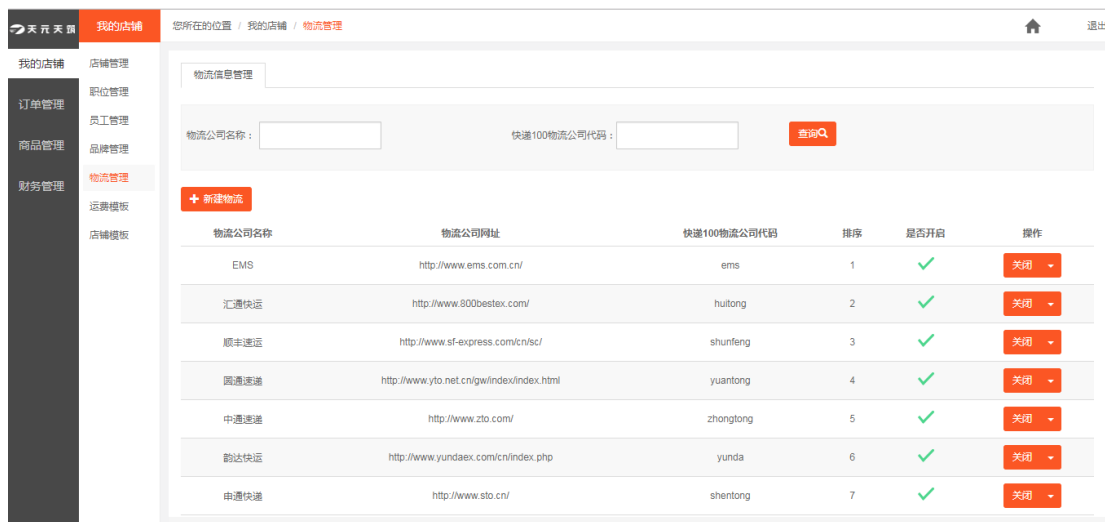 天元天颐 我的店铺 您所在的位置 / 我的店铺 / 物流管理 退出
我的店铺
订单管理
商品管理
财务管理
店铺管理
职位管理
员工管理
品牌管理
物流管理
运费模板
店铺模板
物流信息管理
物流公司名称： 快递100物流公司代码： 查询
新建物流
物流公司名称 物流公司网址 快递100物流公司代码 排序 是否开启 操作
EMS http://www.ems.com.cn/ ems 1 关闭
汇通快运 http://www.800bestex.com/ huitong 2 关闭
顺丰速运 http://www.sf-express.com/cn/sc/ shunfeng 3 关闭
圆通速递 http://www.yto.net.cn/gw/index/index.html yuantong 4 关闭
中通速递 http://www.zto.com/ zhongtong 5 关闭
韵达快运 http://www.yundaex.com/cn/index.php yunda 6 关闭
申通快递 http://www.sto.cn/ shentong 7 关闭